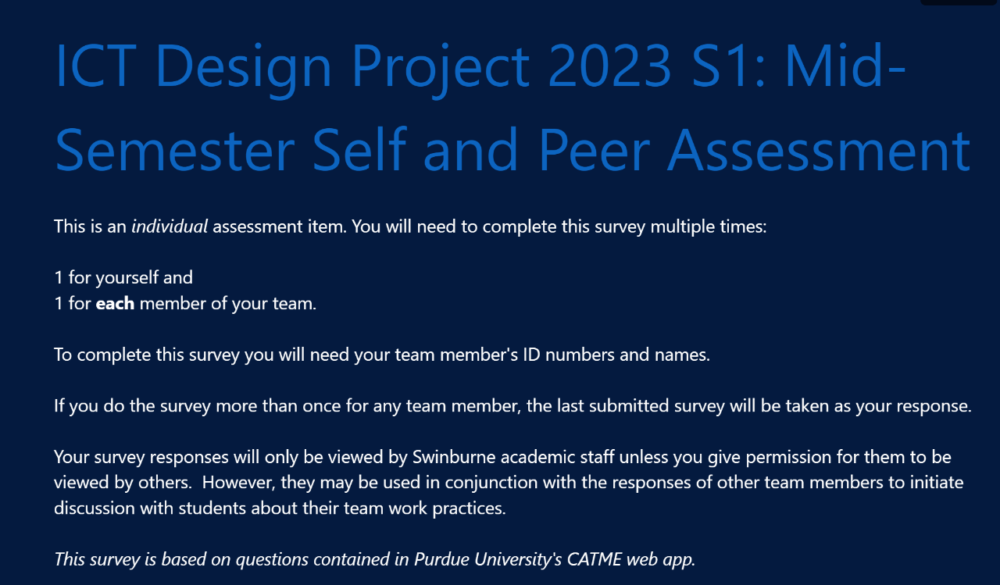 ICT Design Project 2023 S1: Mid-
Semester Self and Peer Assessment
This is an individual assessment item. You will need to complete this survey multiple times:
1 for yourself and
1 for each member of your team.
To complete this survey you will need your team member's ID numbers and names.
If you do the survey more than once for any team member, the last submitted survey will be taken as your response.
Your survey responses will only be viewed by Swinburne academic staff unless you give permission for them to be
viewed by others.  However, they may be used in conjunction with the responses of other team members to initiate
discussion with students about their team work practices.
This survey is based on questions contained in Purdue University's CATME web app.